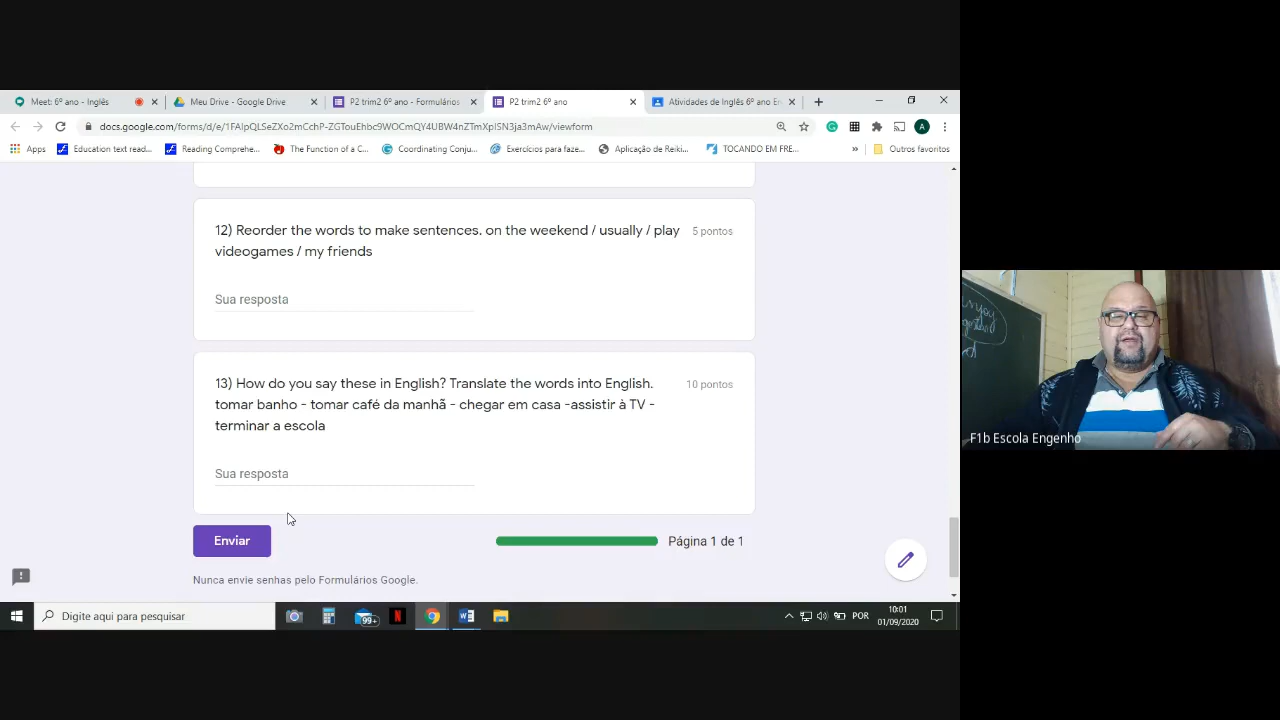 Meet: 6º ano - Inglês
Meu Drive - Google Drive
P2 trim2 6º ano - Formulários
P2 trim2 6º ano
Atividades de Inglês 6º ano En
docs.google.com/forms/d/e/1FAIpQLSeZXo2mCchP-ZGTouEhbc9WOCmQY4UBW4nZTmXpISN3ja3mAw/viewform
A
Apps
Education text read...
Reading Comprehe...
The Function of a C...
Coordinating Conju...
Exercícios para faze...
Aplicação de Reiki...
TOCANDO EM FRE...
»
Outros favoritos
12) Reorder the words to make sentences. on the weekend / usually / play
videogames / my friends
5 pontos
Sua resposta
13) How do you say these in English? Translate the words into English.
tomar banho - tomar café da manhã - chegar em casa -assistir à TV -
terminar a escola
10 pontos
Sua resposta
Enviar
Página 1 de 1
Nunca envie senhas pelo Formulários Google.
F1b Escola Engenho
Digite aqui para pesquisar
99+
N
POR
10:01
01/09/2020